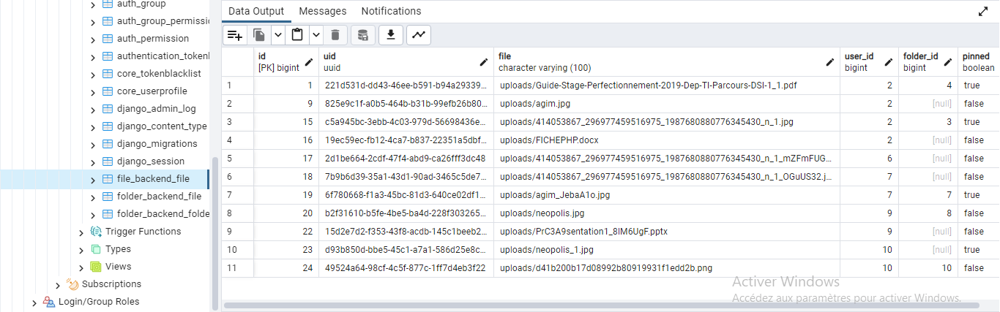 auth_group
auth_group_permissi
auth_permission
authentication_token
core_tokenblacklist
core_userprofile
django_admin_log
django_content_type
django_migrations
django_session
file_backend_file
folder_backend_file
folder_backend_folde
Trigger Functions
Types
Views
Subscriptions
Login/Group Roles
Data Output Messages Notifications
id uid file user_id folder_id pinned
[PK] bigint uuid character varying (100) bigint bigint boolean
1 1 221d531d-dd43-46ee-b591-b94a29339... uploads/Guide-Stage-Perfectionnement-2019-Dep-TI-Parcours-DSI-1_1.pdf 2 4 true
2 9 825e9c1f-a0b5-464b-b31b-99efb26b80... uploads/agim.jpg 2 [null] false
3 15 c5a945bc-3ebb-4c03-979d-56698436e... uploads/414053867_296977459516975_1987680880776345430_n_1.jpg 2 3 true
4 16 19ec59ec-fb12-4ca7-b837-22351a5dbf... uploads/FICHEPHP.docx 2 [null] false
5 17 2d1be664-2cdf-47f4-abd9-ca26fff3dc48 uploads/414053867_296977459516975_1987680880776345430_n_1_mZFmFUG... 6 [null] false
6 18 7b9b6d39-35a1-43d1-90ad-3465c5de7... uploads/414053867_296977459516975_1987680880776345430_n_1_OGuUS32.j... 7 [null] false
7 19 6f780668-f1a3-45bc-81d3-640ce02df1... uploads/agim_JebaA1o.jpg 7 7 true
8 20 b2f31610-b5fe-4be5-ba4d-228f303265... uploads/neopolis.jpg 9 8 false
9 22 15d2e7d2-f353-43f8-acdb-145c1beeb2... uploads/PrC3A9sentation1_8IM6UgF.pptx 9 [null] false
10 23 d93b850d-bbe5-45c1-a7a1-586d25e8c... uploads/neopolis_1.jpg 10 [null] true
11 24 49524a64-98cf-4c5f-877c-1ff7d4eb3f22 uploads/d41b200b17d08992b80919931f1edd2b.png 10 10 false
Activer Windows
Accédez aux paramètres pour activer Windows.